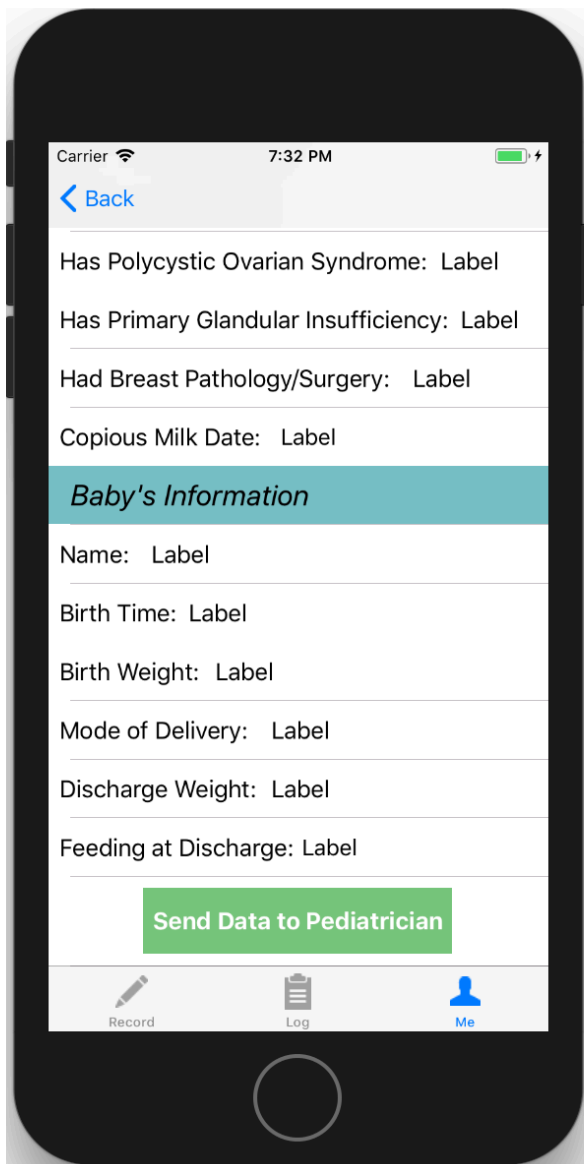 Carrier 7:32 PM
Back
Has Polycystic Ovarian Syndrome: Label
Has Primary Glandular Insufficiency: Label
Had Breast Pathology/Surgery: Label
Copious Milk Date: Label
Baby's Information
Name: Label
Birth Time: Label
Birth Weight: Label
Mode of Delivery: Label
Discharge Weight: Label
Feeding at Discharge: Label
Send Data to Pediatrician
Record Log Me